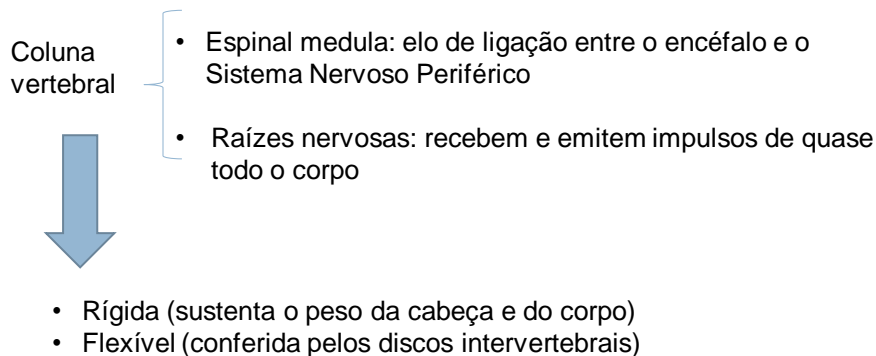 Coluna
vertebral
• Espinal medula: elo de ligação entre o encéfalo e o
Sistema Nervoso Periférico
• Raízes nervosas: recebem e emitem impulsos de quase
todo o corpo
• Rígida (sustenta o peso da cabeça e do corpo)
• Flexível (conferida pelos discos intervertebrais)